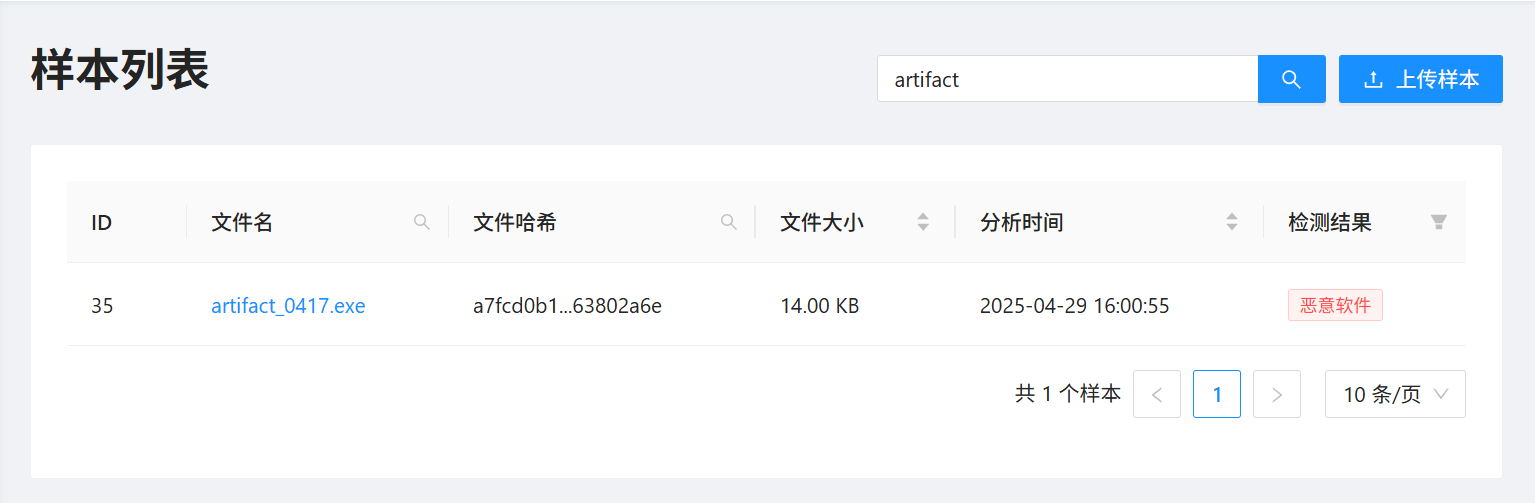 样本列表
artifact
上传样本
ID 文件名 文件哈希 文件大小 分析时间 检测结果
35 artifact_0417.exe a7fcd0b1...63802a6e 14.00 KB 2025-04-29 16:00:55 恶意软件
共 1 个样本 < 1 > 10 条/页